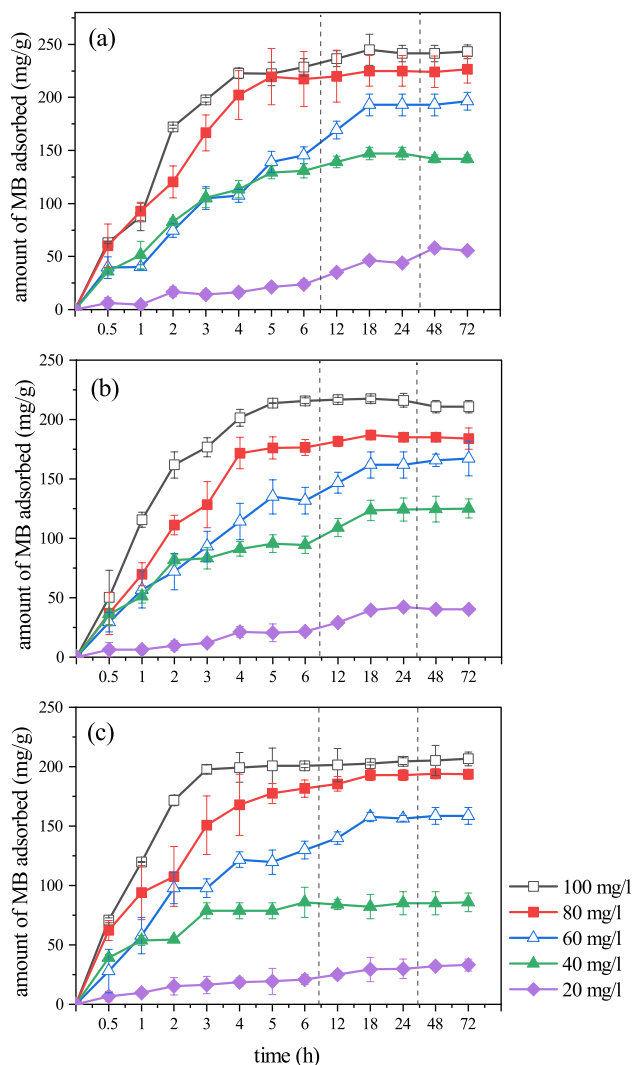 (a)
amount of MB adsorbed (mg/g)
250
200
150
100
50
0
0.5 1 2 3 4 5 6 12 18 24 48 72
(b)
amount of MB adsorbed (mg/g)
250
200
150
100
50
0
0.5 1 2 3 4 5 6 12 18 24 48 72
(c)
amount of MB adsorbed (mg/g)
250
200
150
100
50
0
0.5 1 2 3 4 5 6 12 18 24 48 72
time (h)
100 mg/l
80 mg/l
60 mg/l
40 mg/l
20 mg/l